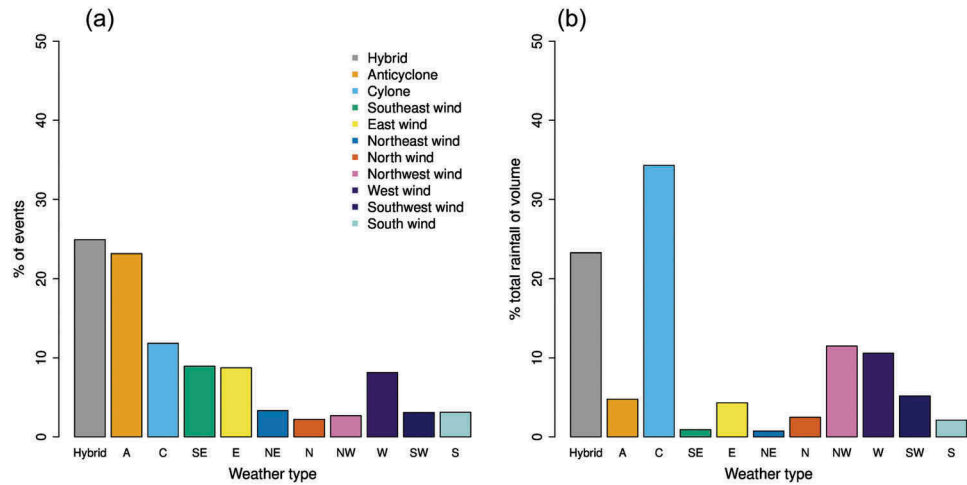 (a)
50
40
30
20
10
0
% of events
Hybrid
Anticyclone
Cylone
Southeast wind
East wind
Northeast wind
North wind
Northwest wind
West wind
Southwest wind
South wind
Hybrid A C SE E NE N NW W SW S
Weather type
(b)
50
40
30
20
10
0
% total rainfall of volume
Hybrid A C SE E NE N NW W SW S
Weather type